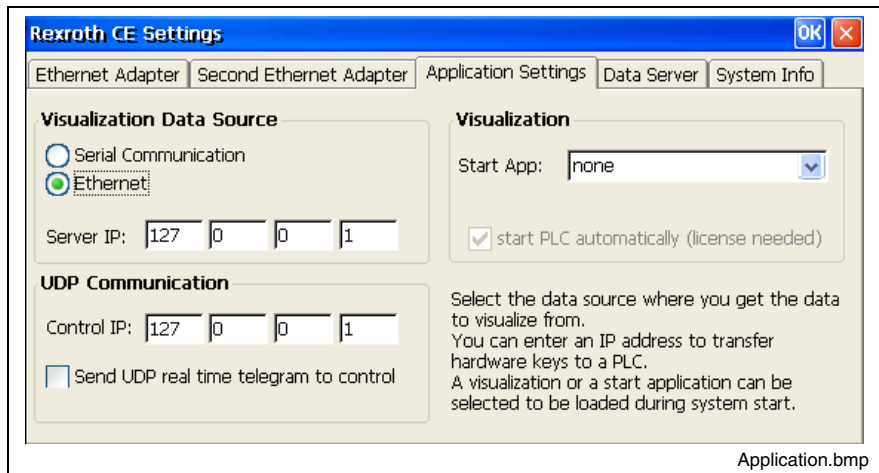 Rexroth CE Settings OK
Ethernet Adapter Second Ethernet Adapter Application Settings Data Server System Info
Visualization Data Source
Serial Communication
Ethernet
Server IP: 127 0 0 1
UDP Communication
Control IP: 127 0 0 1
Send UDP real time telegram to control
Visualization
Start App: none
start PLC automatically (license needed)
Select the data source where you get the data
to visualize from.
You can enter an IP address to transfer
hardware keys to a PLC.
A visualization or a start application can be
selected to be loaded during system start.
Application.bmp